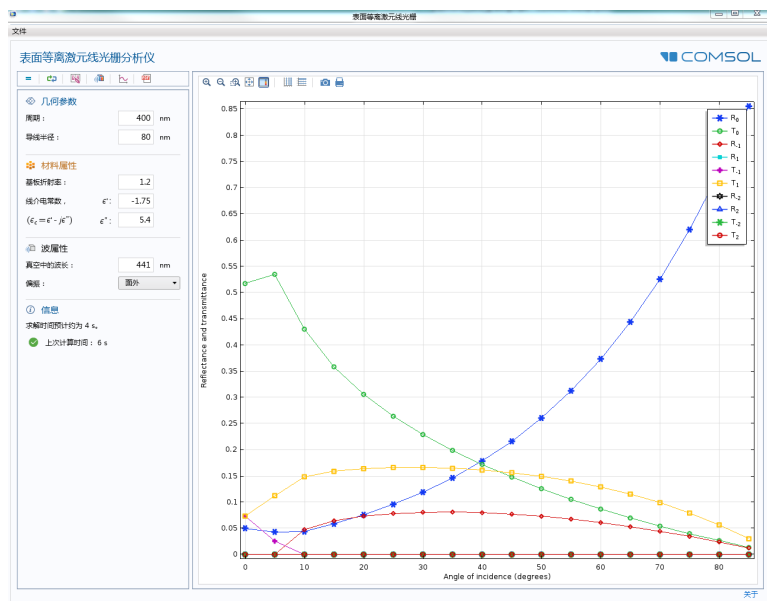 表面等离激元线光栅
文件
表面等离激元线光栅分析仪
COMSOL
几何参数
周期：
400 nm
导线半径：
80 nm
材料属性
基板折射率：
1.2
线介电常数，
ε'：
-1.75
(εc=ε'-jε'')
ε''：
5.4
波属性
真空中的波长：
441 nm
偏振：
面外
信息
求解时间预计约为 4 s。
上次计算时间： 6 s
Reflectance and transmittance
0.85
0.8
0.75
0.7
0.65
0.6
0.55
0.5
0.45
0.4
0.35
0.3
0.25
0.2
0.15
0.1
0.05
0
0 10 20 30 40 50 60 70 80
Angle of incidence (degrees)
R0
T0
R-1
R1
T-1
T1
R-2
R2
T-2
T2
关于